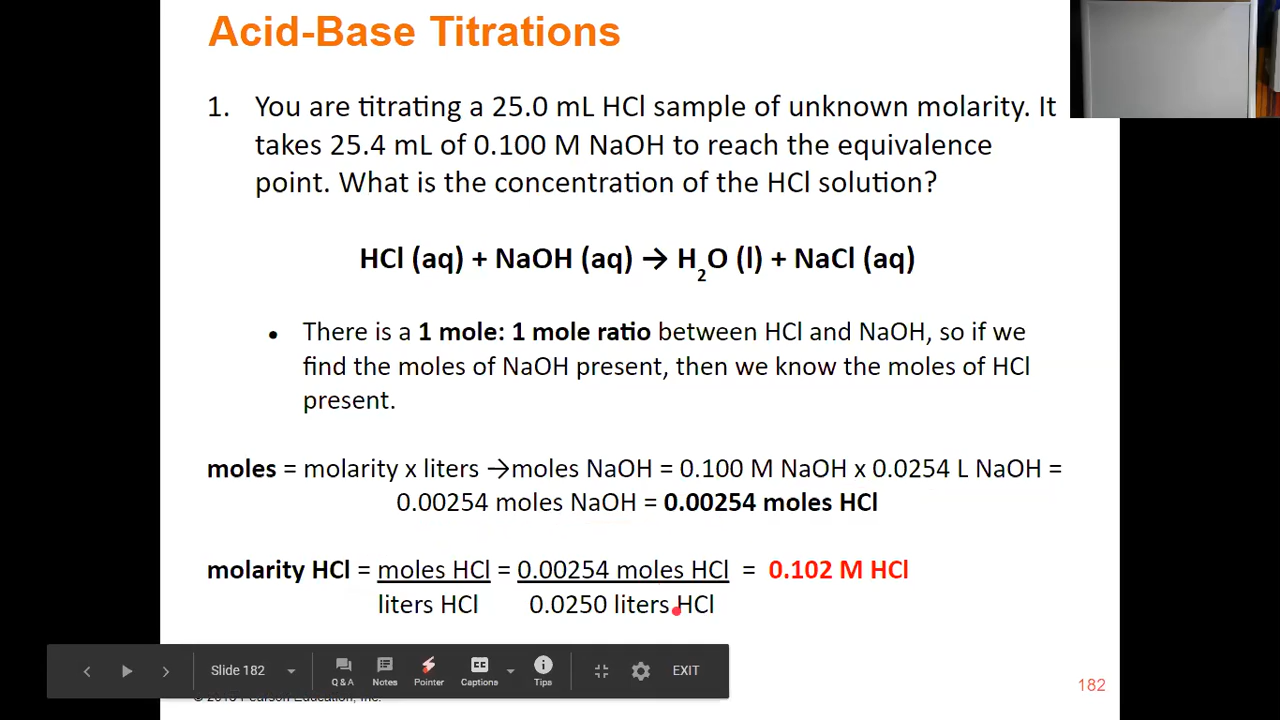 Acid-Base Titrations
1. You are titrating a 25.0 mL HCl sample of unknown molarity. It
takes 25.4 mL of 0.100 M NaOH to reach the equivalence
point. What is the concentration of the HCl solution?
HCl (aq) + NaOH (aq) → H₂O (l) + NaCl (aq)
• There is a 1 mole: 1 mole ratio between HCl and NaOH, so if we
find the moles of NaOH present, then we know the moles of HCl
present.
moles = molarity x liters →moles NaOH = 0.100 M NaOH x 0.0254 L NaOH =
0.00254 moles NaOH = 0.00254 moles HCl
molarity HCl = moles HCl = 0.00254 moles HCl = 0.102 M HCl
liters HCl 0.0250 liters HCl
Slide 182
Q & A Notes Pointer Captions Tips EXIT
CC
182